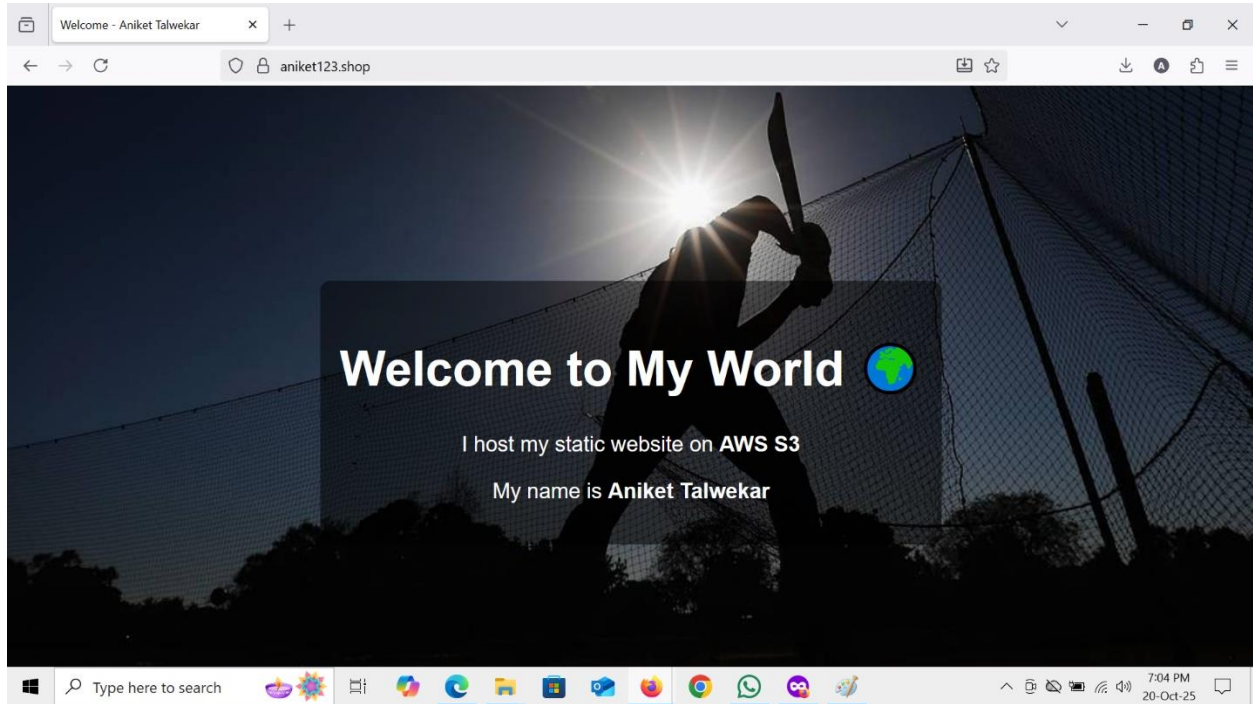 Welcome - Aniket Talwekar
aniket123.shop
A
Welcome to My World 🌍
I host my static website on AWS S3
My name is Aniket Talwekar
Type here to search
7:04 PM
20-Oct-25